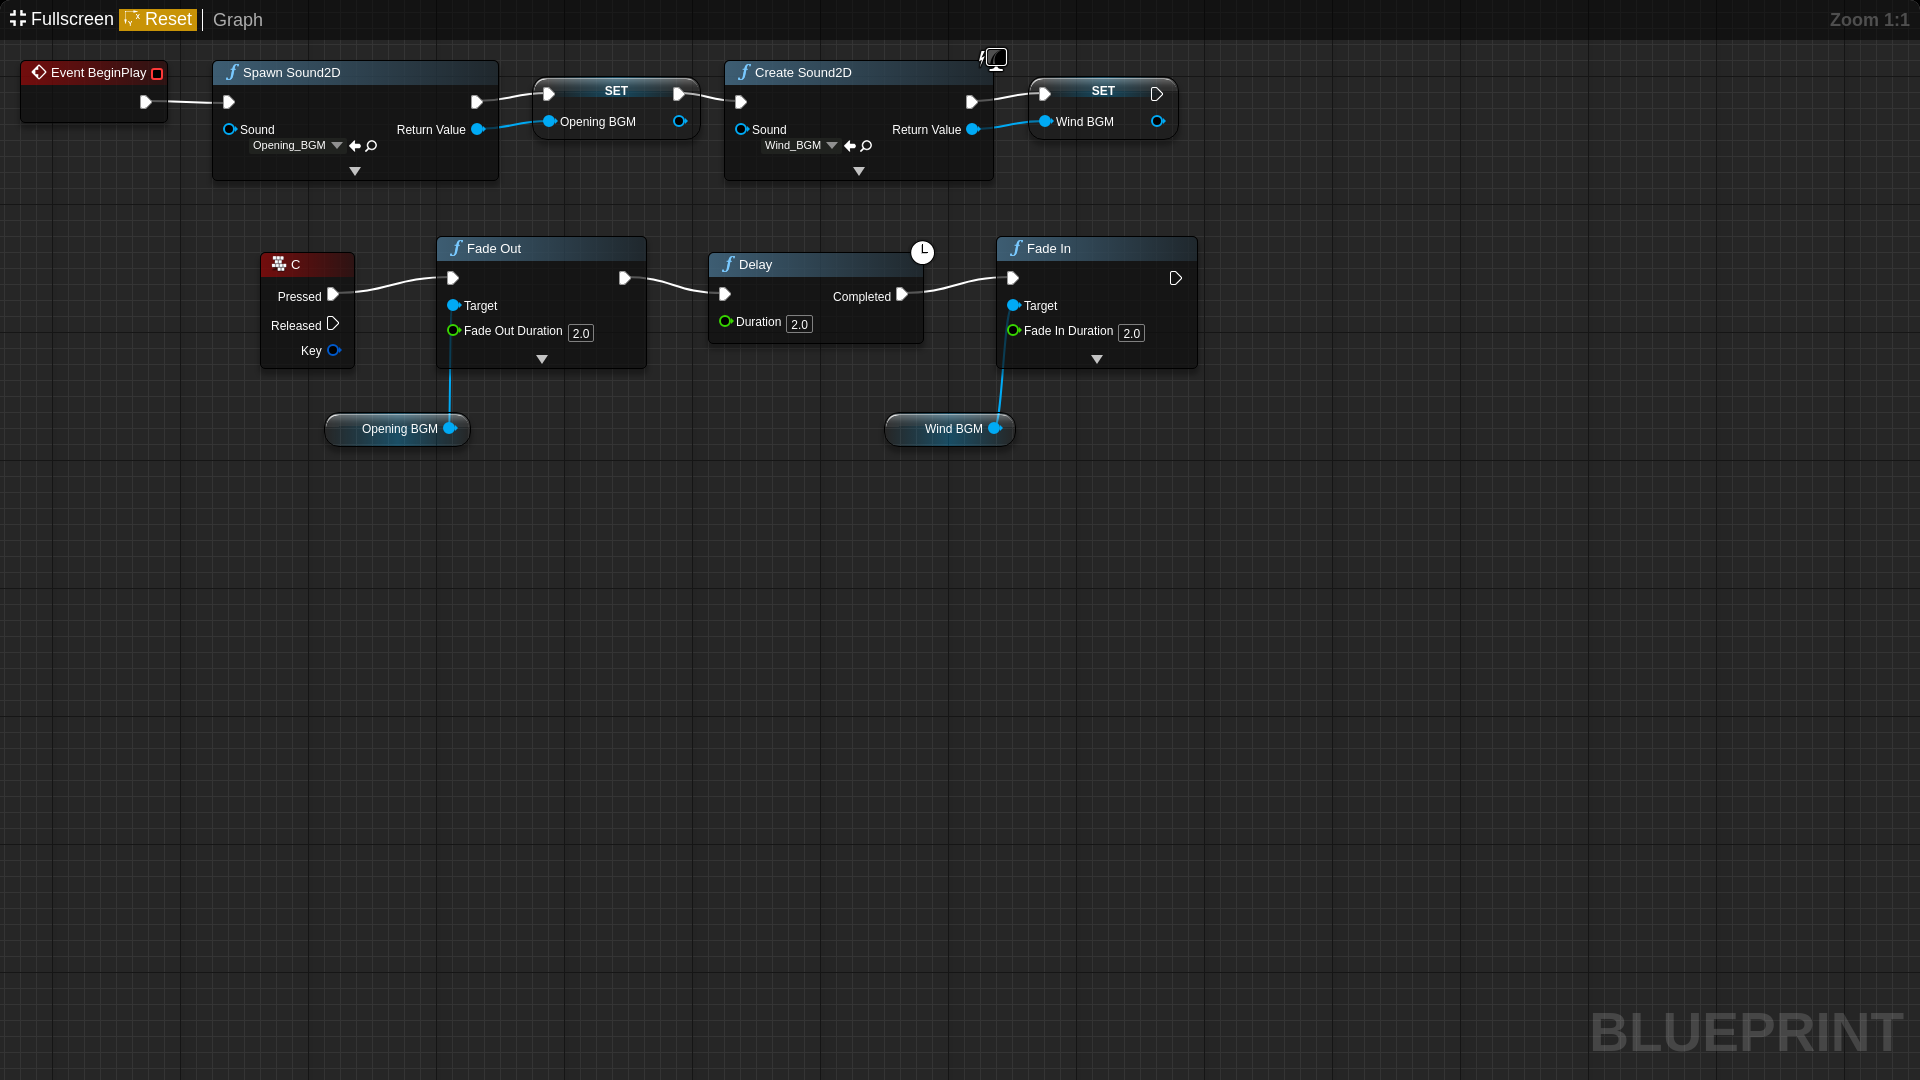 Fullscreen Reset Graph Zoom 1:1
Event BeginPlay
Spawn Sound2D
Sound
Opening_BGM
Return Value
SET
Opening BGM
Create Sound2D
Sound
Wind_BGM
Return Value
SET
Wind BGM
C
Pressed
Released
Key
Fade Out
Target
Fade Out Duration 2.0
Delay
Completed
Duration 2.0
Fade In
Target
Fade In Duration 2.0
Opening BGM
Wind BGM
BLUEPRINT